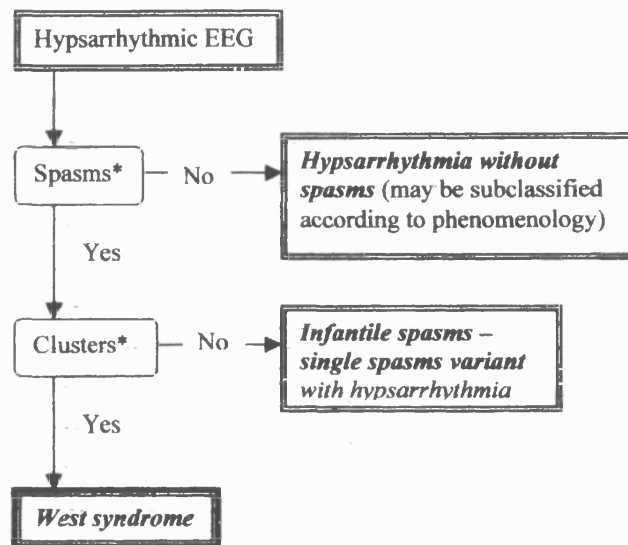 Hypsarrhythmic EEG
Spasms*
No
Hypsarrhythmia without
spasms (may be subclassified
according to phenomenology)
Yes
Clusters*
No
Infantile spasms –
single spasms variant
with hypsarrhythmia
Yes
West syndrome